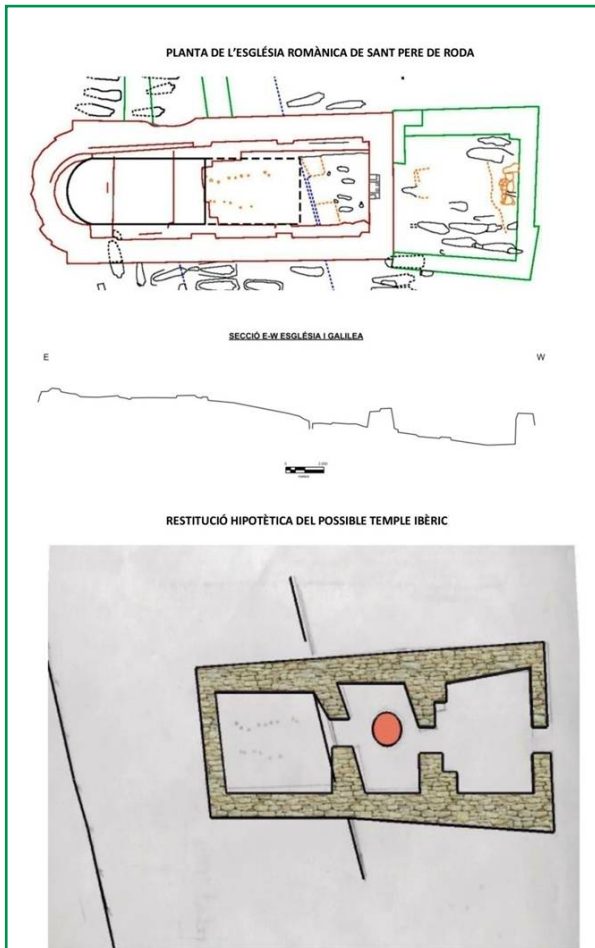 PLANTA DE L'ESGLÉSIA ROMÀNICA DE SANT PERE DE RODA
SECCIÓ E-W ESGLÉSIA I GALILEA
E W
RESTITUCIÓ HIPOTÈTICA DEL POSSIBLE TEMPLE IBÈRIC